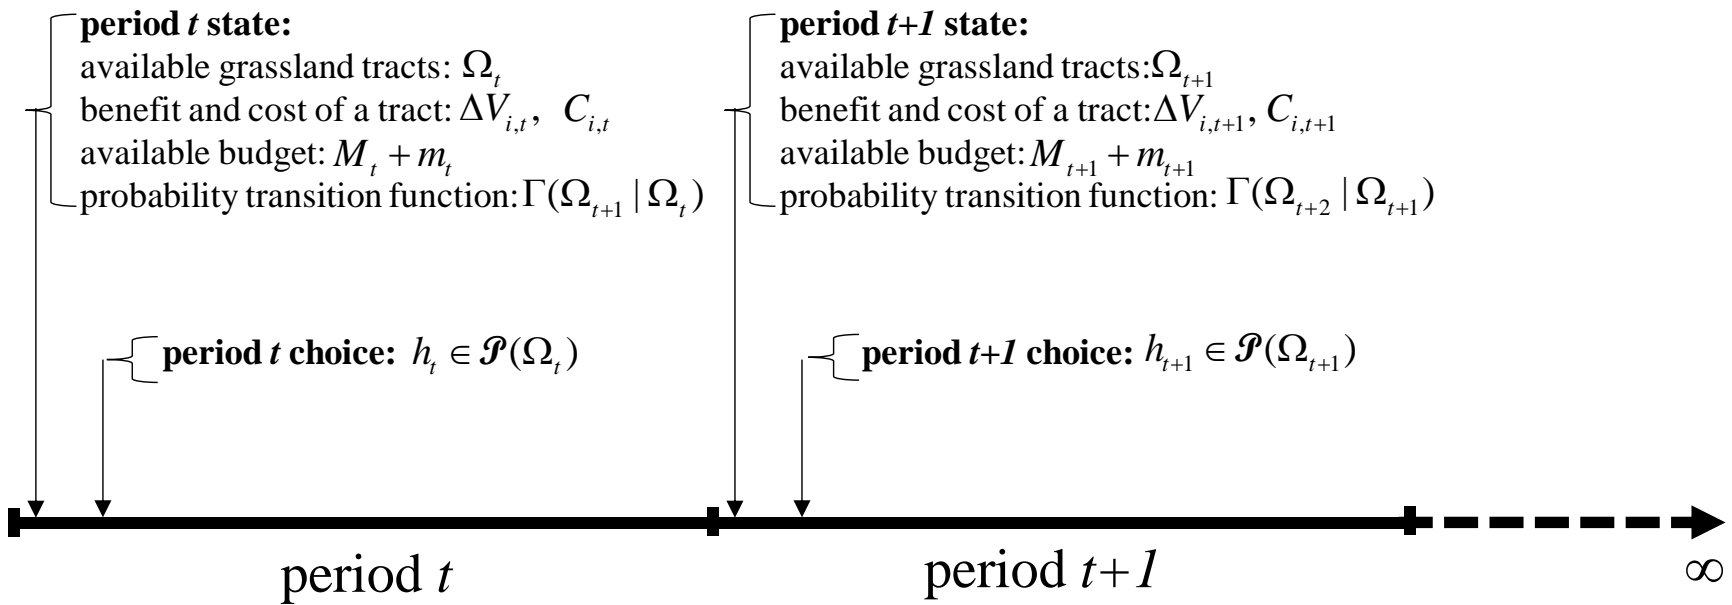 period t state:
available grassland tracts: Ω_t
benefit and cost of a tract: ΔV_{i,t}, C_{i,t}
available budget: M_t + m_t
probability transition function: Γ(Ω_{t+1} | Ω_t)
period t+1 state:
available grassland tracts: Ω_{t+1}
benefit and cost of a tract: ΔV_{i,t+1}, C_{i,t+1}
available budget: M_{t+1} + m_{t+1}
probability transition function: Γ(Ω_{t+2} | Ω_{t+1})
period t choice: h_t ∈ 𝓟(Ω_t)
period t+1 choice: h_{t+1} ∈ 𝓟(Ω_{t+1})
period t
period t+1
∞